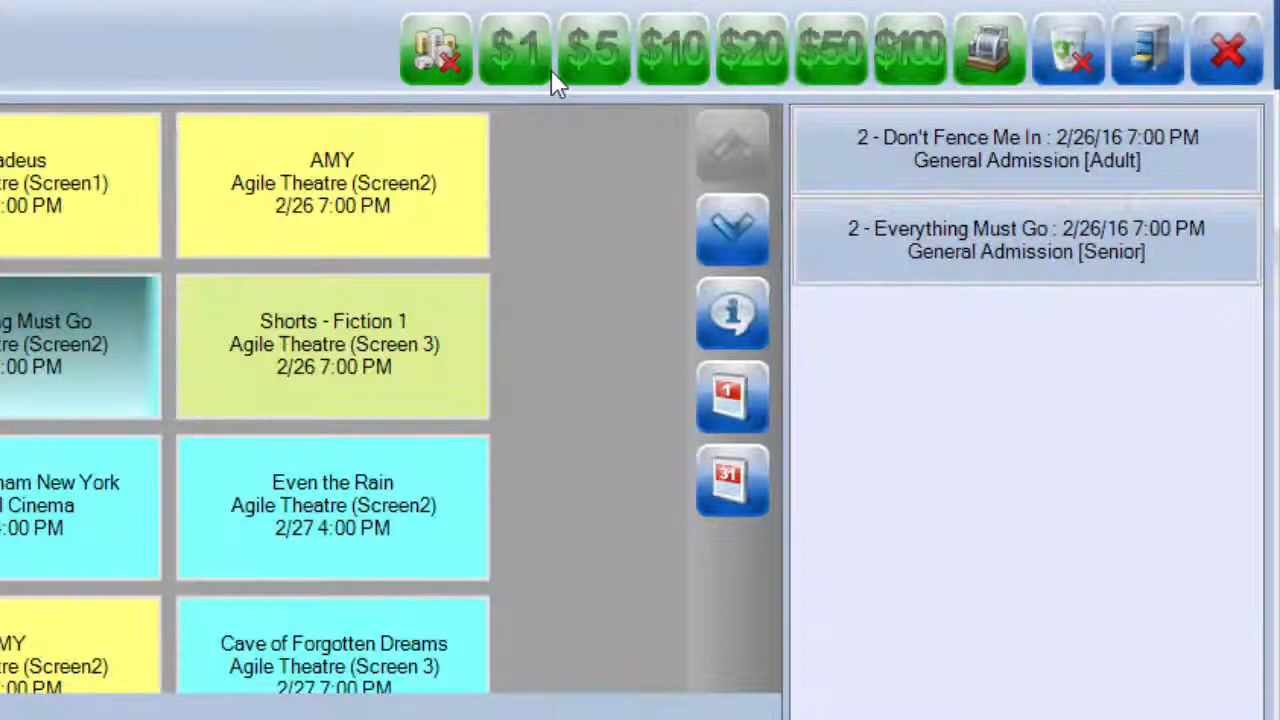 $1 $5 $10 $20 $50 $100
adeus
re (Screen1)
:00 PM
AMY
Agile Theatre (Screen2)
2/26 7:00 PM
g Must Go
re (Screen2)
:00 PM
Shorts - Fiction 1
Agile Theatre (Screen 3)
2/26 7:00 PM
ham New York
l Cinema
:00 PM
Even the Rain
Agile Theatre (Screen2)
2/27 4:00 PM
MY
re (Screen2)
:00 PM
Cave of Forgotten Dreams
Agile Theatre (Screen 3)
2/27 7:00 PM
1
31
2 - Don't Fence Me In : 2/26/16 7:00 PM
General Admission [Adult]
2 - Everything Must Go : 2/26/16 7:00 PM
General Admission [Senior]